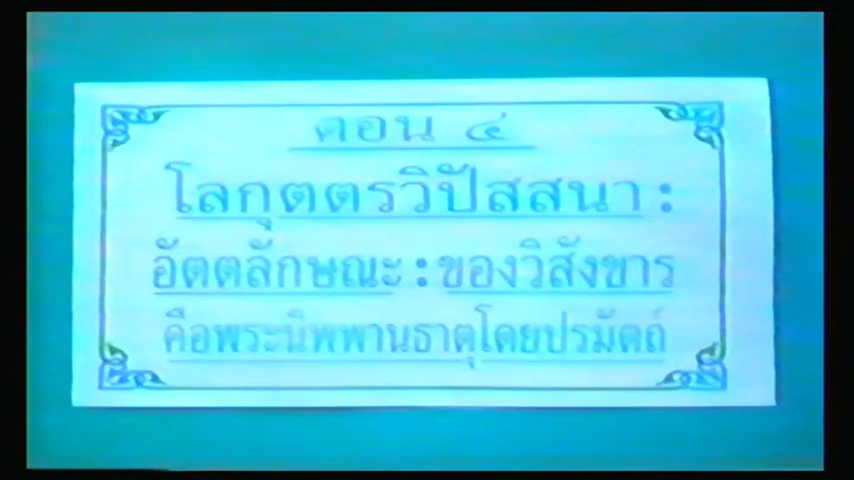 ตอน ๔
โลกุตตรวิปัสสนา :
อัตตลักษณะ : ของวิสังขาร
คือพระนิพพานธาตุโดยปรมัตถ์